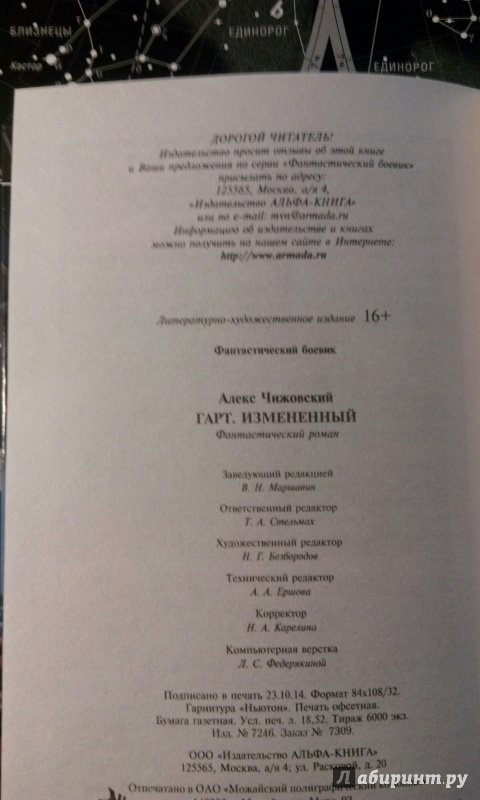 6
БЛИЗНЕЦЫ
ЕДИНОРОГ
Кастор
ЕДИНОРОГ
ДОРОГОЙ ЧИТАТЕЛЬ!
Издательство просит отзывы об этой книге
и Ваши предложения по серии «Фантастический боевик»
присылать по адресу:
125565, Москва, а/я 4,
«Издательство АЛЬФА-КНИГА»
или по e-mail: mvn@armada.ru
Информацию об издательстве и книгах
можно получить на нашем сайте в Интернете:
http://www.armada.ru
Литературно-художественное издание 16+
Фантастический боевик
Алекс Чижовский
ГАРТ. ИЗМЕНЕННЫЙ
Фантастический роман
Заведующий редакцией
В. Н. Маршавин
Ответственный редактор
Т. А. Стельмах
Художественный редактор
Н. Г. Безбородов
Технический редактор
А. А. Ершова
Корректор
Н. А. Карелина
Компьютерная верстка
Л. С. Федерякиной
Подписано в печать 23.10.14. Формат 84х108/32.
Гарнитура «Ньютон». Печать офсетная.
Бумага газетная. Усл. печ. л. 18,52. Тираж 6000 экз.
Изд. № 7246. Заказ № 7309.
ООО «Издательство АЛЬФА-КНИГА»
125565, Москва, а/я 4; ул. Расковой, д. 20
Отпечатано в ОАО «Можайский полиграфический
Лабиринт.ру